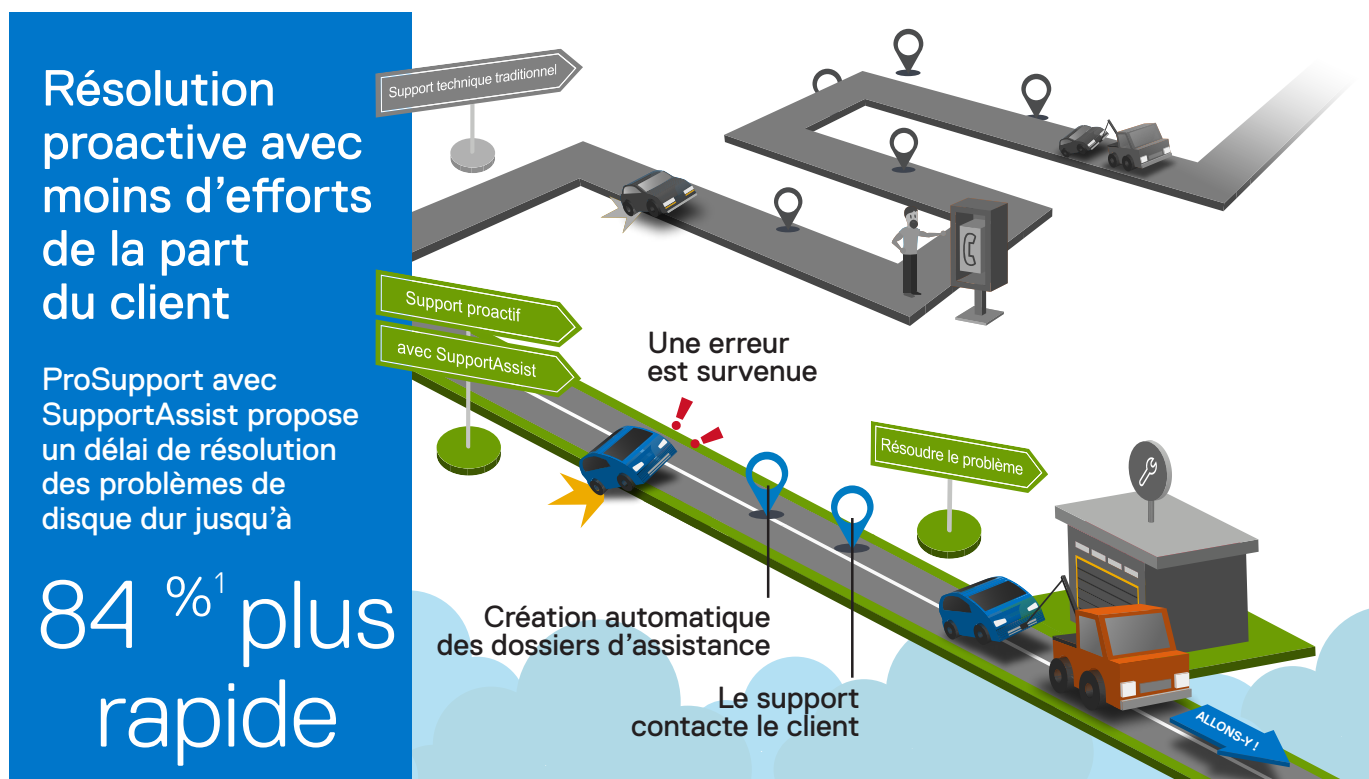 Résolution
proactive avec
moins d'efforts
de la part
du client
ProSupport avec
SupportAssist propose
un délai de résolution
des problèmes de
disque dur jusqu'à
84 %¹ plus
rapide
Support technique traditionnel
Support proactif
avec SupportAssist
Une erreur
est survenue
Résoudre le problème
Création automatique
des dossiers d'assistance
Le support
contacte le client
ALLONS-Y !